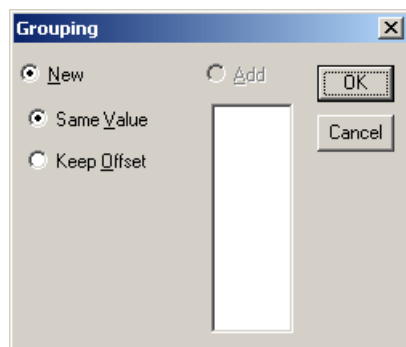 Grouping
New
Add
OK
Same Value
Cancel
Keep Offset